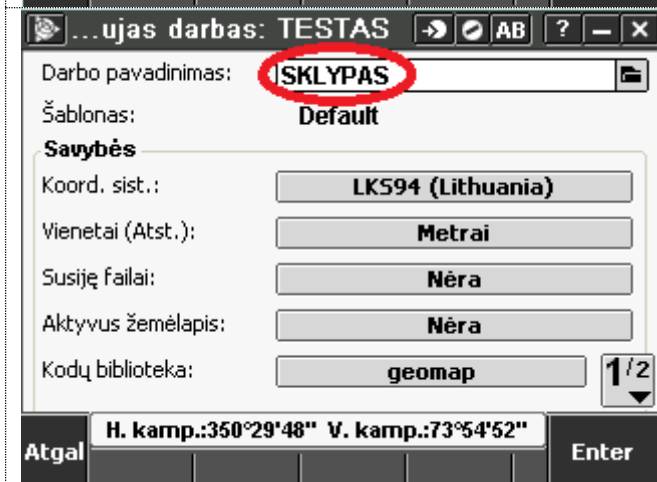 ...ujas darbas: TESTAS AB ? – x
Darbo pavadinimas: SKLYPAS
Šablonas: Default
Savybės
Koord. sist.: LKS94 (Lithuania)
Vienetai (Atst.): Metrai
Susiję failai: Nėra
Aktyvus žemėlapis: Nėra
Kodų biblioteka: geomap 1/2
H. kamp.:350°29'48" V. kamp.:73°54'52"
Atgal Enter